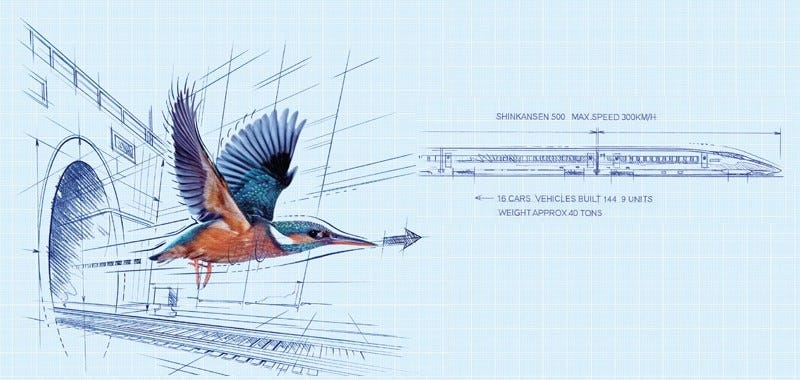 SHINKANSEN 500 MAX.SPEED 300KM/H
16 CARS. VEHICLES BUILT 144 9 UNITS
WEIGHT APPROX 40 TONS